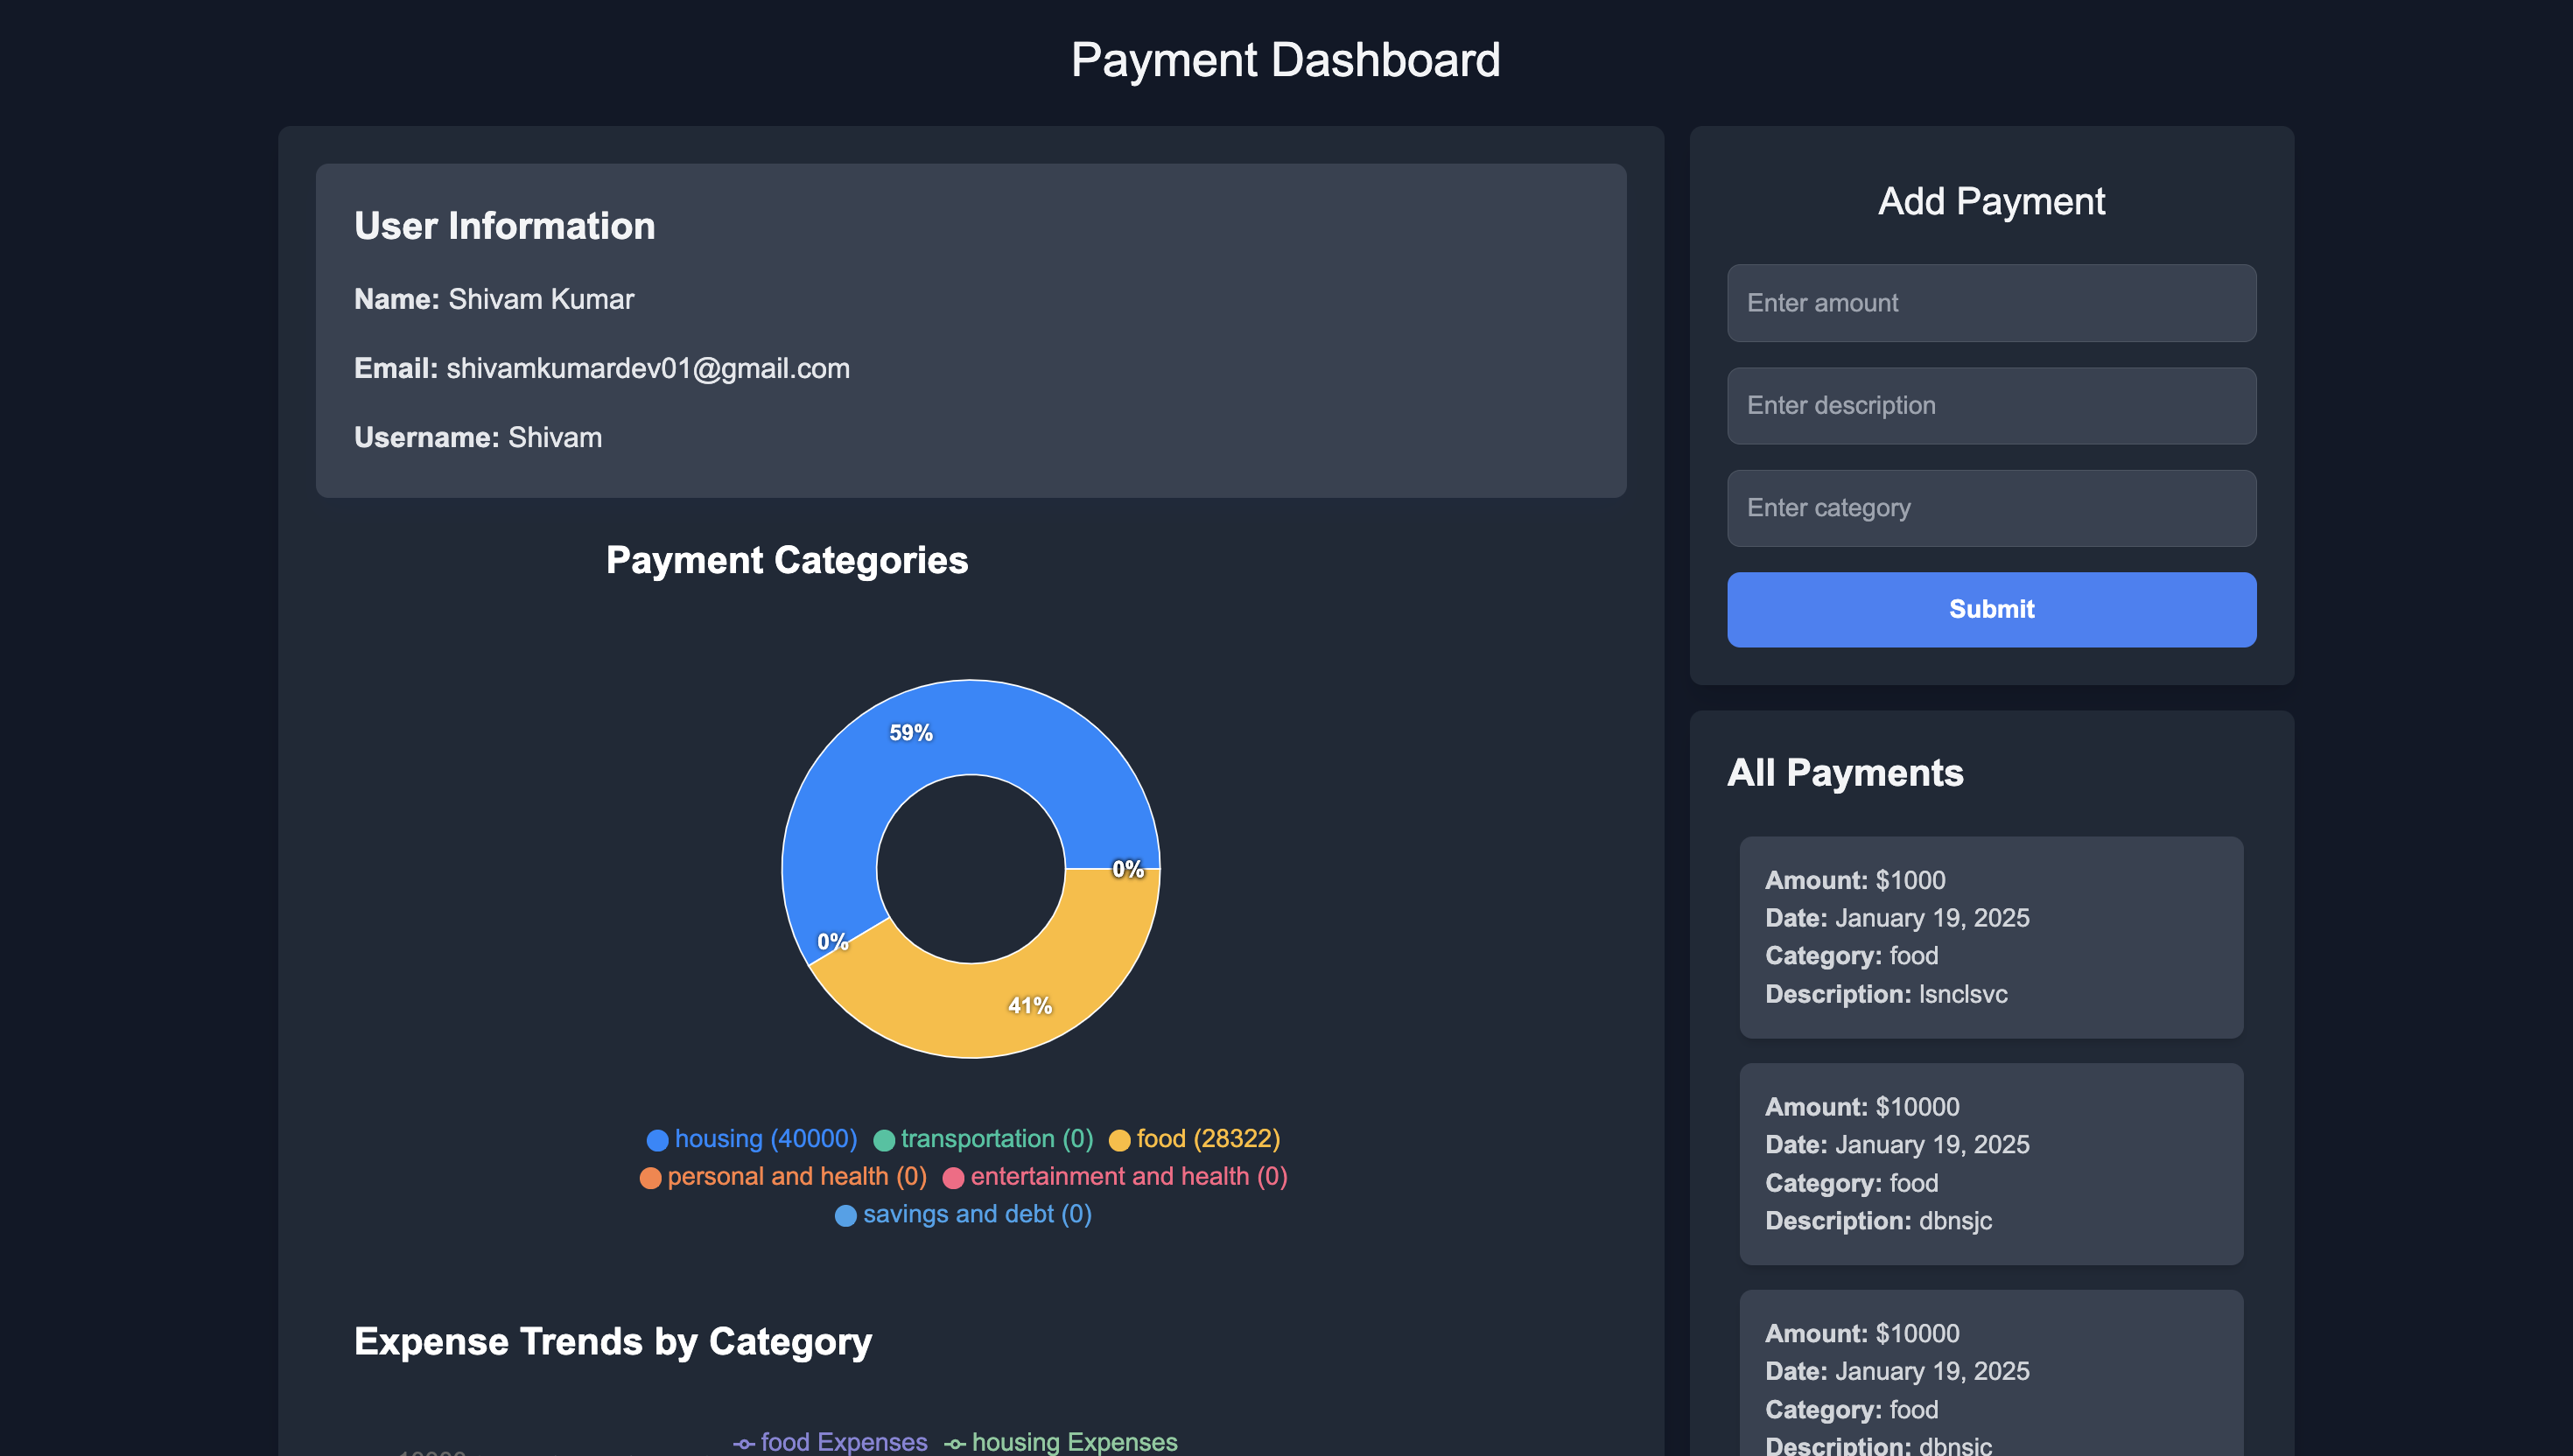 Payment Dashboard
User Information
Name: Shivam Kumar
Email: shivamkumardev01@gmail.com
Username: Shivam
Payment Categories
59%
0%
0%
41%
housing (40000) transportation (0) food (28322)
personal and health (0) entertainment and health (0)
savings and debt (0)
Expense Trends by Category
food Expenses housing Expenses
Add Payment
Enter amount
Enter description
Enter category
Submit
All Payments
Amount: $1000
Date: January 19, 2025
Category: food
Description: lsnclsvc
Amount: $10000
Date: January 19, 2025
Category: food
Description: dbnsjc
Amount: $10000
Date: January 19, 2025
Category: food
Description: dbnsjc